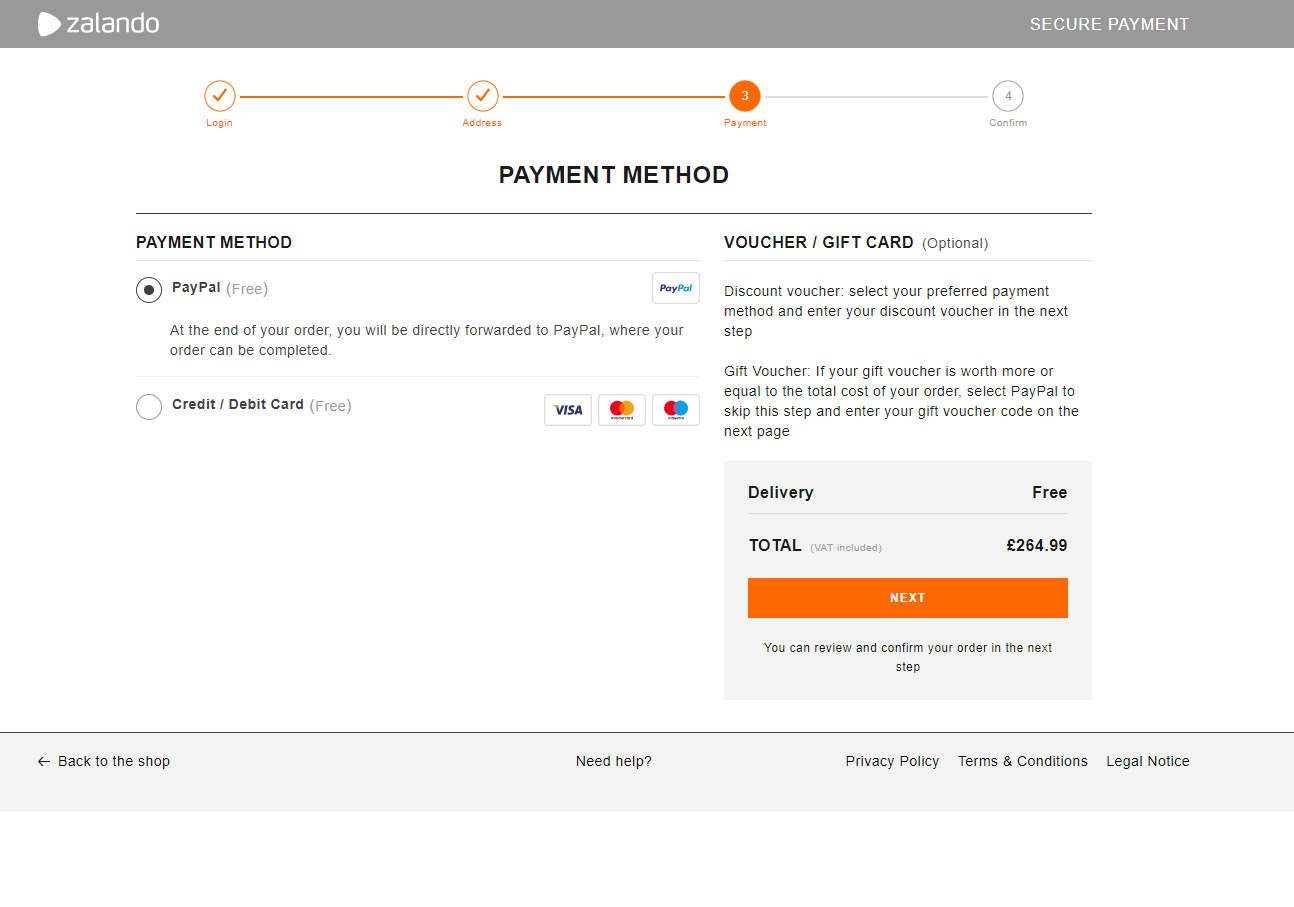 zalando
SECURE PAYMENT
3
4
Login
Address
Payment
Confirm
PAYMENT METHOD
PAYMENT METHOD
PayPal (Free)
PayPal
At the end of your order, you will be directly forwarded to PayPal, where your
order can be completed.
Credit / Debit Card (Free)
VISA
mastercard
maestro
VOUCHER / GIFT CARD (Optional)
Discount voucher: select your preferred payment
method and enter your discount voucher in the next
step
Gift Voucher: If your gift voucher is worth more or
equal to the total cost of your order, select PayPal to
skip this step and enter your gift voucher code on the
next page
Delivery Free
TOTAL (VAT included) £264.99
NEXT
You can review and confirm your order in the next
step
← Back to the shop
Need help?
Privacy Policy
Terms & Conditions
Legal Notice